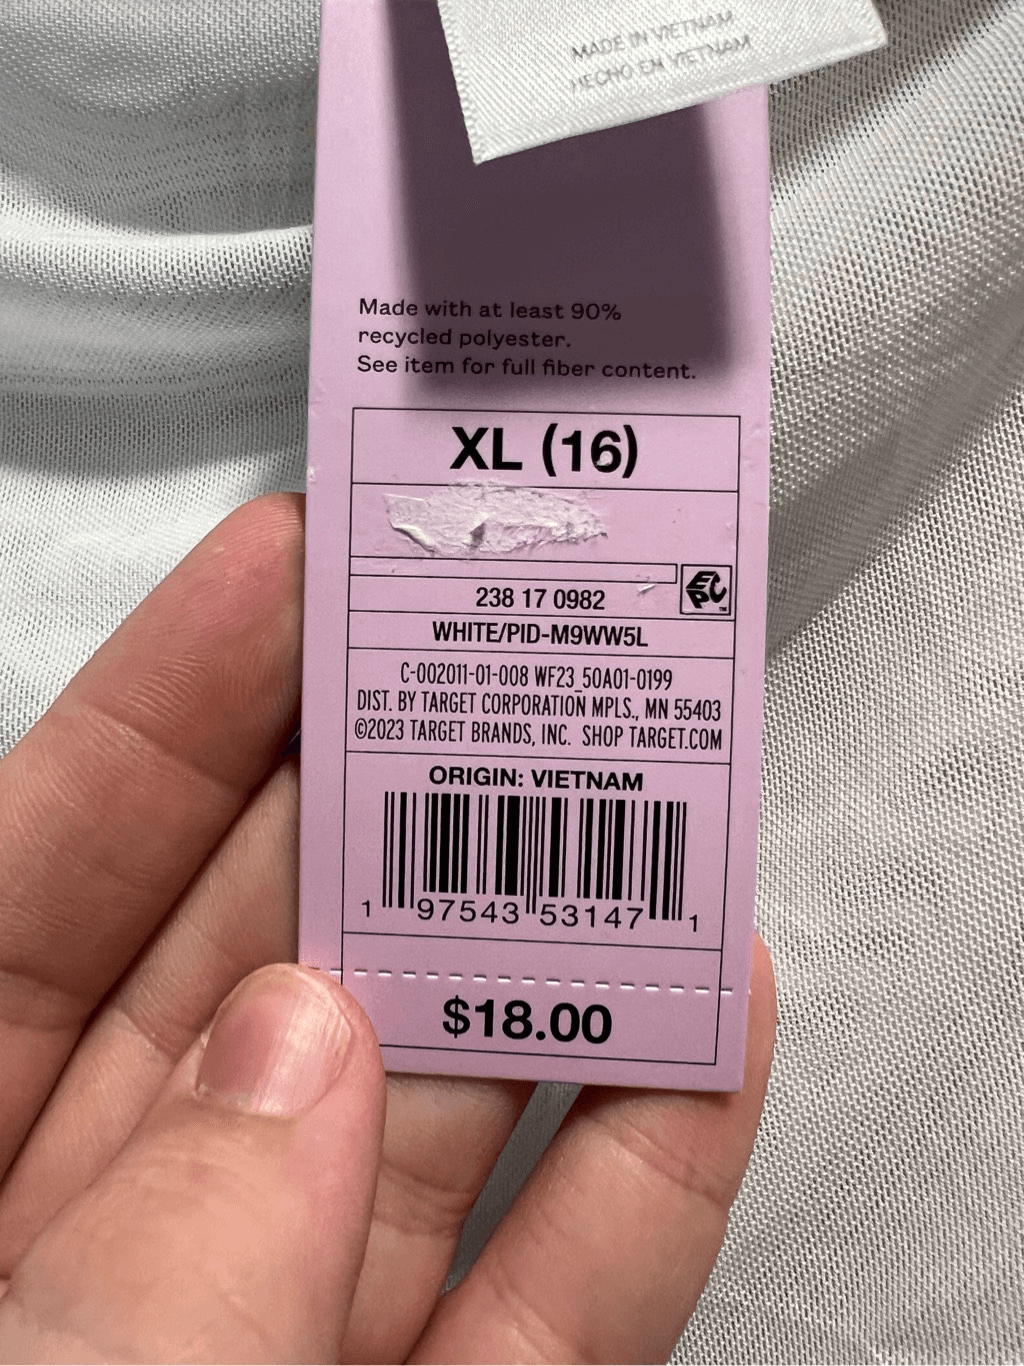 MADE IN VIETNAM
HECHO EN VIETNAM
Made with at least 90%
recycled polyester.
See item for full fiber content.
XL (16)
EPC
™
238 17 0982
WHITE/PID-M9WW5L
C-002011-01-008 WF23_50A01-0199
DIST. BY TARGET CORPORATION MPLS., MN 55403
©2023 TARGET BRANDS, INC. SHOP TARGET.COM
ORIGIN: VIETNAM
1 97543 53147 1
$18.00